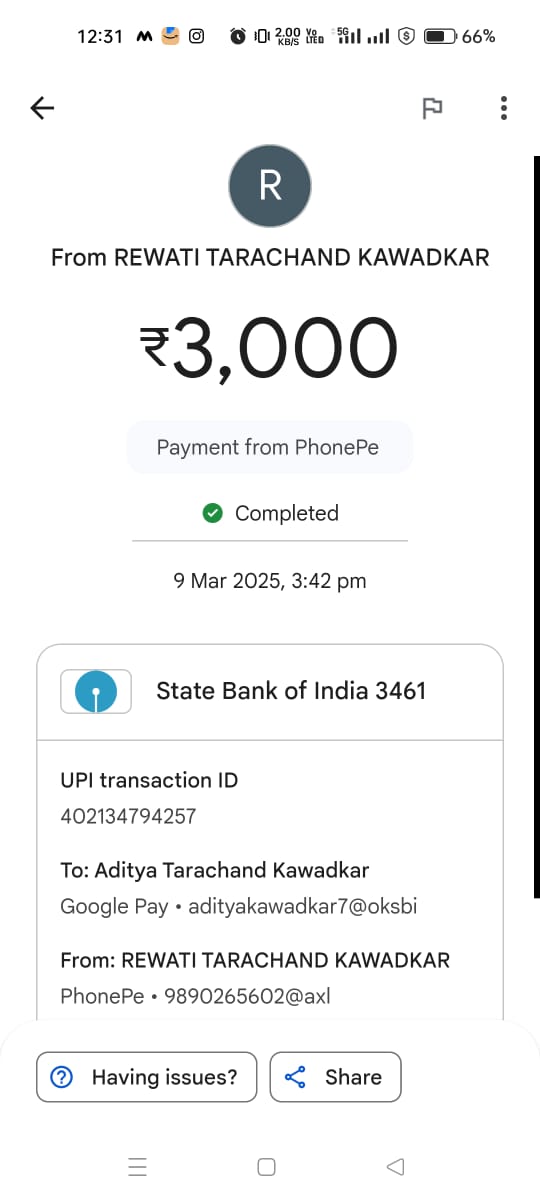 12:31 2.00 KB/S Vo LTED 5G 66%
R
From REWATI TARACHAND KAWADKAR
₹3,000
Payment from PhonePe
Completed
9 Mar 2025, 3:42 pm
State Bank of India 3461
UPI transaction ID
402134794257
To: Aditya Tarachand Kawadkar
Google Pay • adityakawadkar7@oksbi
From: REWATI TARACHAND KAWADKAR
PhonePe • 9890265602@axl
Having issues?
Share